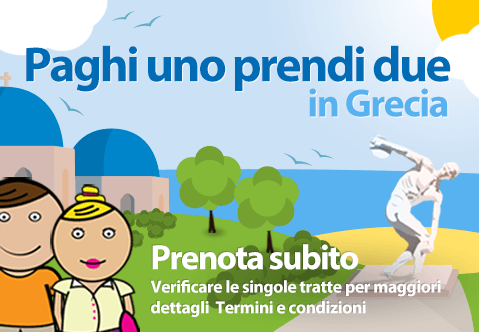 Paghi uno prendi due
in Grecia
Prenota subito
Verificare le singole tratte per maggiori
dettagli Termini e condizioni